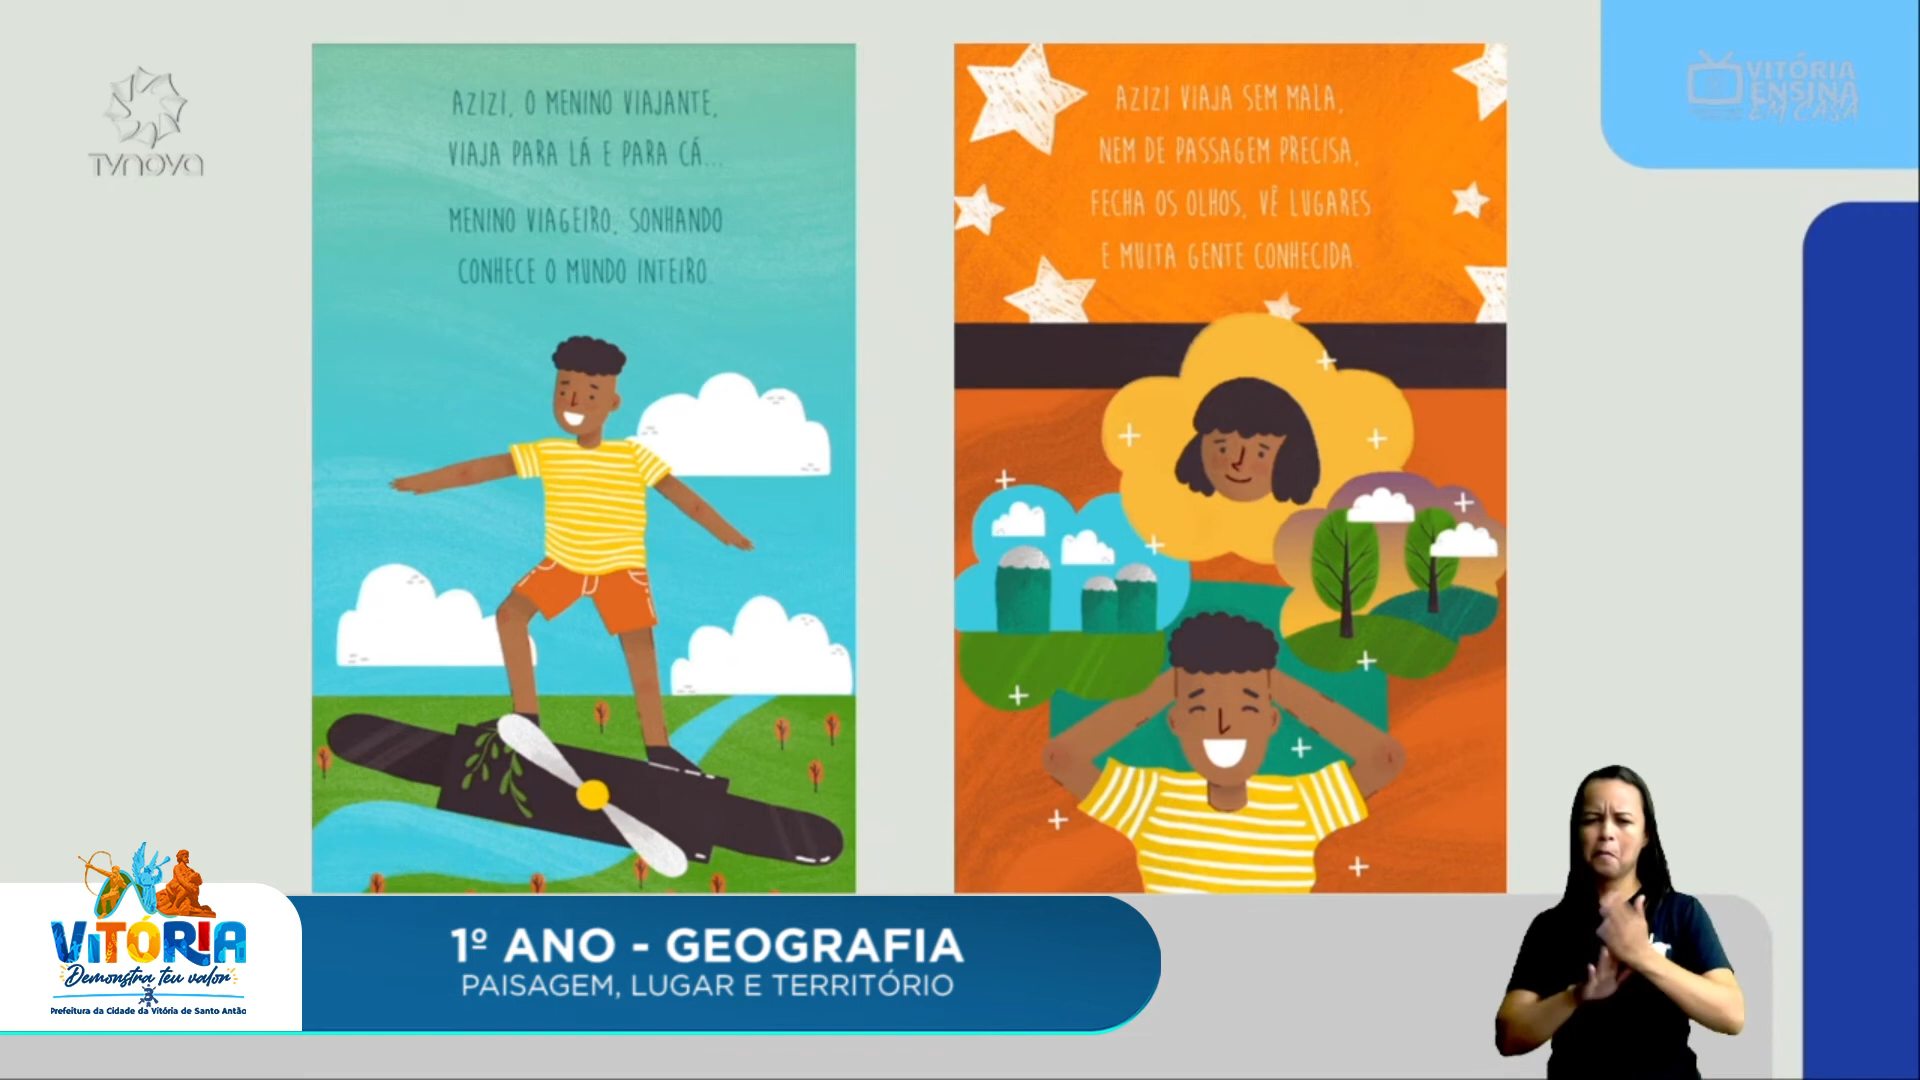 TVNOVA
VITÓRIA
ENSINA
EM CASA
AZIZI, O MENINO VIAJANTE,
VIAJA PARA LÁ E PARA CÁ...
MENINO VIAGEIRO, SONHANDO
CONHECE O MUNDO INTEIRO.
AZIZI VIAJA SEM MALA,
NEM DE PASSAGEM PRECISA,
FECHA OS OLHOS, VÊ LUGARES
E MUITA GENTE CONHECIDA.
VITÓRIA
Demonstra teu valor
Prefeitura da Cidade da Vitória de Santo Antão
1º ANO - GEOGRAFIA
PAISAGEM, LUGAR E TERRITÓRIO